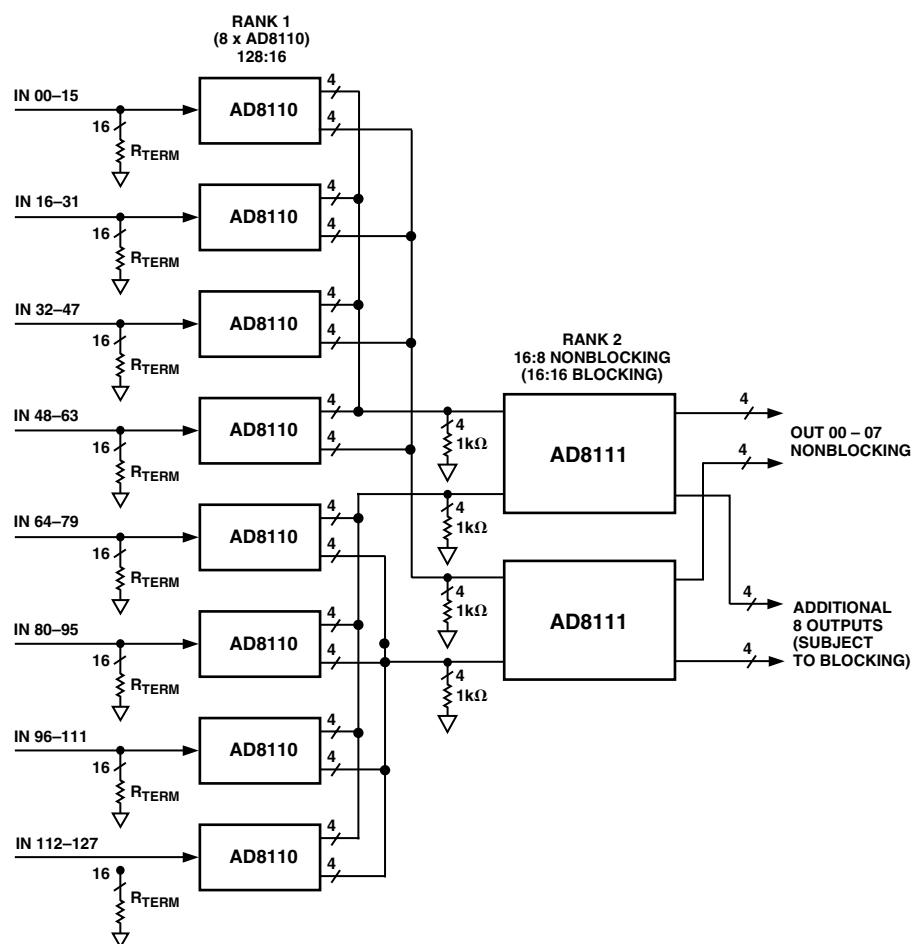 RANK 1
(8 x AD8110)
128:16
IN 00–15
16
RTERM
AD8110
4
4
IN 16–31
16
RTERM
AD8110
4
4
IN 32–47
16
RTERM
AD8110
4
4
IN 48–63
16
RTERM
AD8110
4
4
IN 64–79
16
RTERM
AD8110
4
4
IN 80–95
16
RTERM
AD8110
4
4
IN 96–111
16
RTERM
AD8110
4
4
IN 112–127
16
RTERM
AD8110
4
4
RANK 2
16:8 NONBLOCKING
(16:16 BLOCKING)
4
1kΩ
4
1kΩ
AD8111
4
1kΩ
4
1kΩ
AD8111
4
4
OUT 00 – 07
NONBLOCKING
4
4
ADDITIONAL
8 OUTPUTS
(SUBJECT
TO BLOCKING)